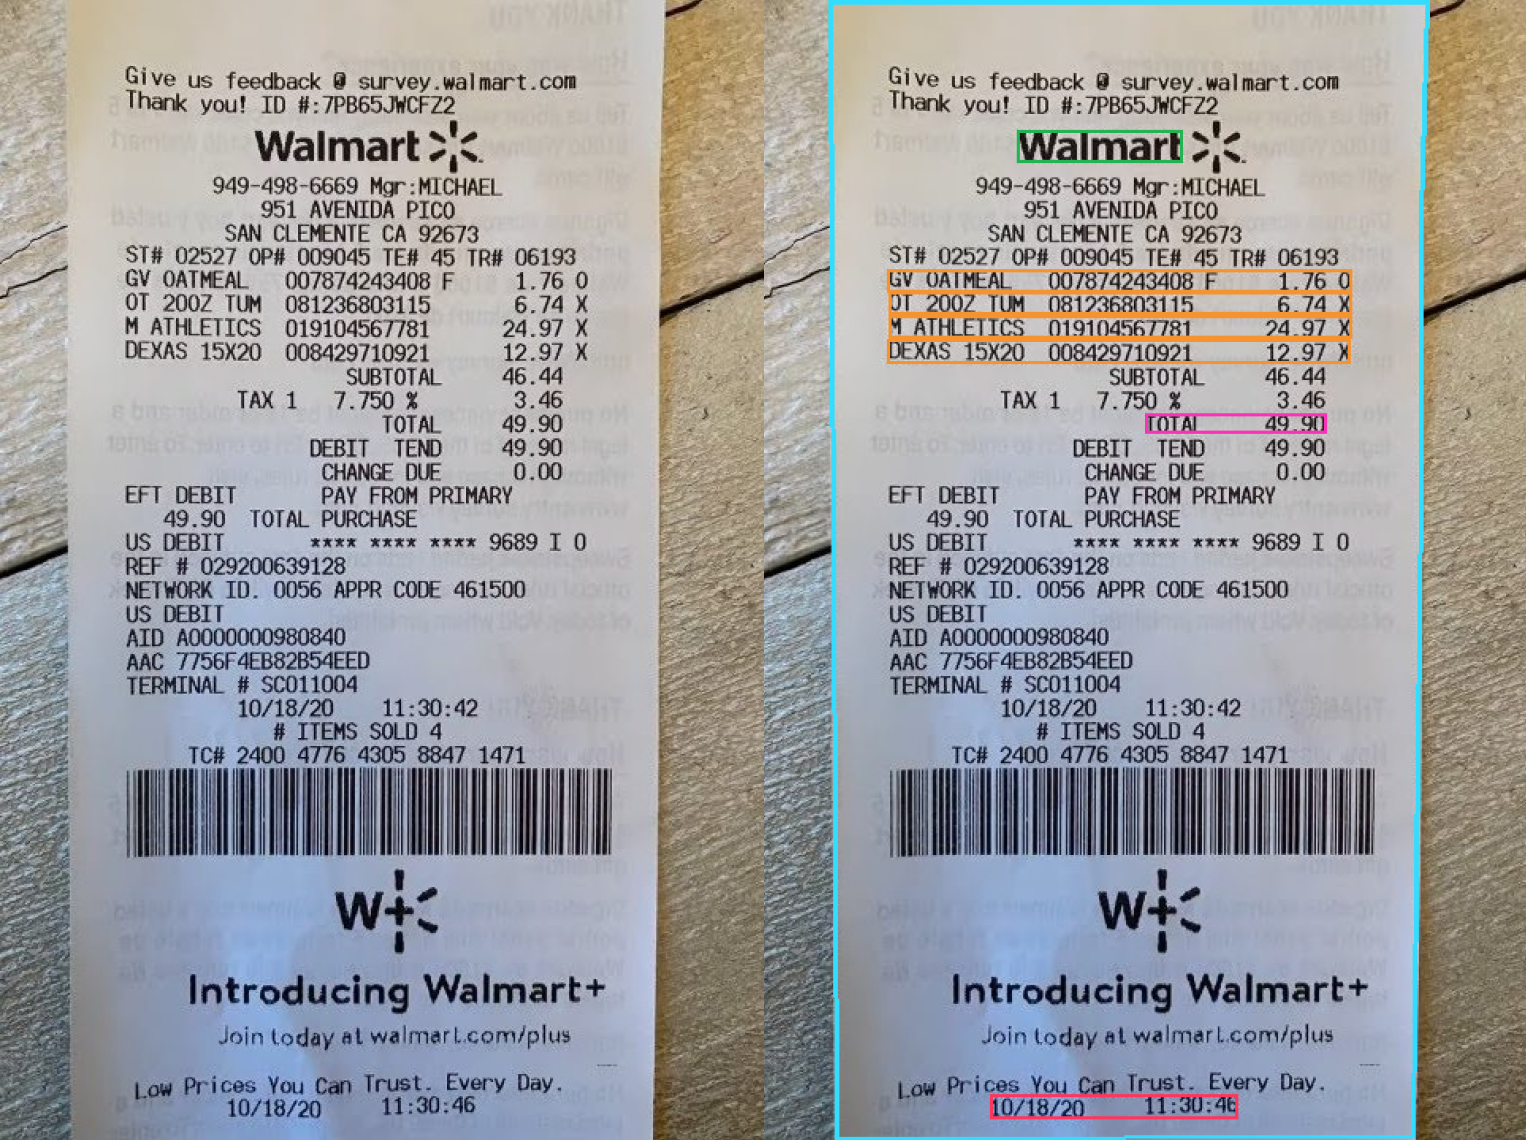 Give us feedback @ survey.walmart.com
Thank you! ID #:7PB65JWCFZ2
Walmart
949-498-6669 Mgr:MICHAEL
951 AVENIDA PICO
SAN CLEMENTE CA 92673
ST# 02527 OP# 009045 TE# 45 TR# 06193
GV OATMEAL 007874243408 F 1.76 O
OT 20OZ TUM 081236803115 6.74 X
M ATHLETICS 019104567781 24.97 X
DEXAS 15X20 008429710921 12.97 X
SUBTOTAL 46.44
TAX 1 7.750 % 3.46
TOTAL 49.90
DEBIT TEND 49.90
CHANGE DUE 0.00
EFT DEBIT PAY FROM PRIMARY
49.90 TOTAL PURCHASE
US DEBIT **** **** **** 9689 I 0
REF # 029200639128
NETWORK ID. 0056 APPR CODE 461500
US DEBIT
AID A0000000980840
AAC 7756F4EB82B54EED
TERMINAL # SC011004
10/18/20 11:30:42
# ITEMS SOLD 4
TC# 2400 4776 4305 8847 1471
W+
Introducing Walmart+
Join today at walmart.com/plus
Low Prices You Can Trust. Every Day.
10/18/20 11:30:46
Give us feedback @ survey.walmart.com
Thank you! ID #:7PB65JWCFZ2
Walmart
949-498-6669 Mgr:MICHAEL
951 AVENIDA PICO
SAN CLEMENTE CA 92673
ST# 02527 OP# 009045 TE# 45 TR# 06193
GV OATMEAL 007874243408 F 1.76 O
OT 20OZ TUM 081236803115 6.74 X
M ATHLETICS 019104567781 24.97 X
DEXAS 15X20 008429710921 12.97 X
SUBTOTAL 46.44
TAX 1 7.750 % 3.46
TOTAL 49.90
DEBIT TEND 49.90
CHANGE DUE 0.00
EFT DEBIT PAY FROM PRIMARY
49.90 TOTAL PURCHASE
US DEBIT **** **** **** 9689 I 0
REF # 029200639128
NETWORK ID. 0056 APPR CODE 461500
US DEBIT
AID A0000000980840
AAC 7756F4EB82B54EED
TERMINAL # SC011004
10/18/20 11:30:42
# ITEMS SOLD 4
TC# 2400 4776 4305 8847 1471
W+
Introducing Walmart+
Join today at walmart.com/plus
Low Prices You Can Trust. Every Day.
10/18/20 11:30:46